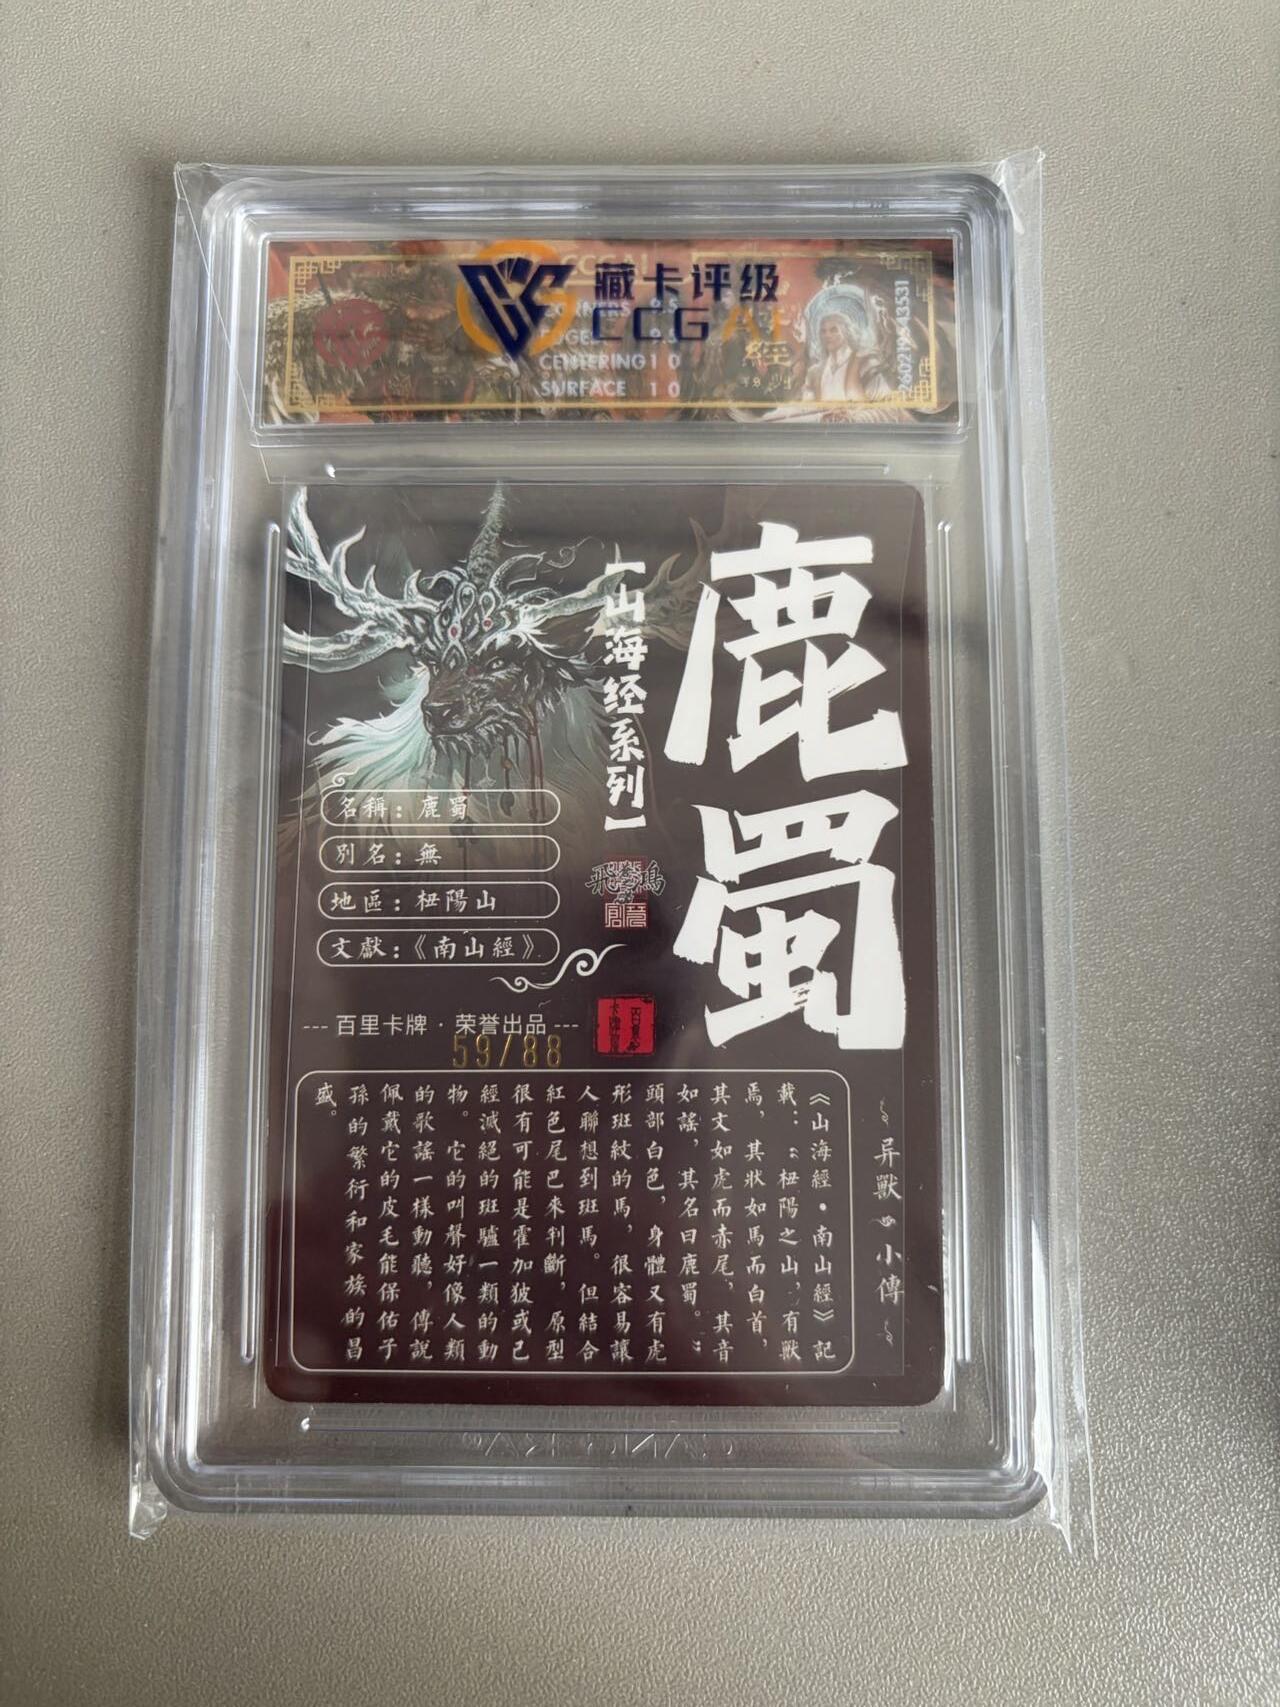 藏卡评级
CCG AI
CORNERS 9.5
EDGES 9.5
CENTERING 10
SURFACE 10
經
鹿蜀
【山海经系列】
名稱：鹿蜀
別名：無
地區：杻陽山
文獻：《南山經》
--- 百里卡牌 · 荣誉出品 ---
59/88
异獸 小傳
《山海經·南山經》記
載：“杻陽之山，有獸
焉，其狀如馬而白首，
其文如虎而赤尾，其音
如謠，其名曰鹿蜀。”
頭部白色，身體又有虎
形斑紋的馬，很容易讓
人聯想到斑馬。但結合
紅色尾巴來判斷，原型
很有可能是霍加狓或已
經滅絕的斑驢一類的動
物。它的叫聲好像人類
的歌謠一樣動聽，傳說
佩戴它的皮毛能保佑子
孫的繁衍和家族的昌
盛。